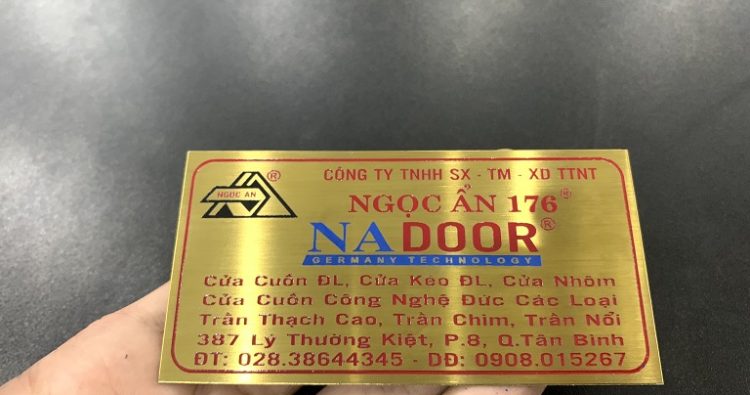 NGỌC ẨN ®
CÔNG TY TNHH SX - TM - XD TTNT
NGỌC ẨN 176®
NADOOR®
GERMANY TECHNOLOGY
Cửa Cuốn ĐL, Cửa Kéo ĐL, Cửa Nhôm
Cửa Cuốn Công Nghệ Đức Các Loại
Trần Thạch Cao, Trần Chìm, Trần Nổi
387 Lý Thường Kiệt, P.8, Q.Tân Bình
ĐT: 028.38644345 - DĐ: 0908.015267